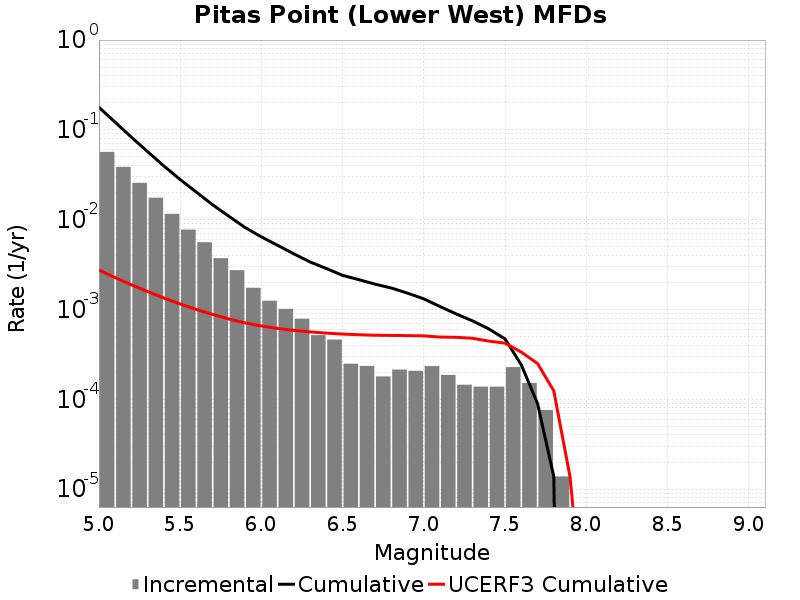 Pitas Point (Lower West) MFDs
10^0
10^-1
10^-2
10^-3
10^-4
10^-5
Rate (1/yr)
5.0 5.5 6.0 6.5 7.0 7.5 8.0 8.5 9.0
Magnitude
Incremental Cumulative UCERF3 Cumulative